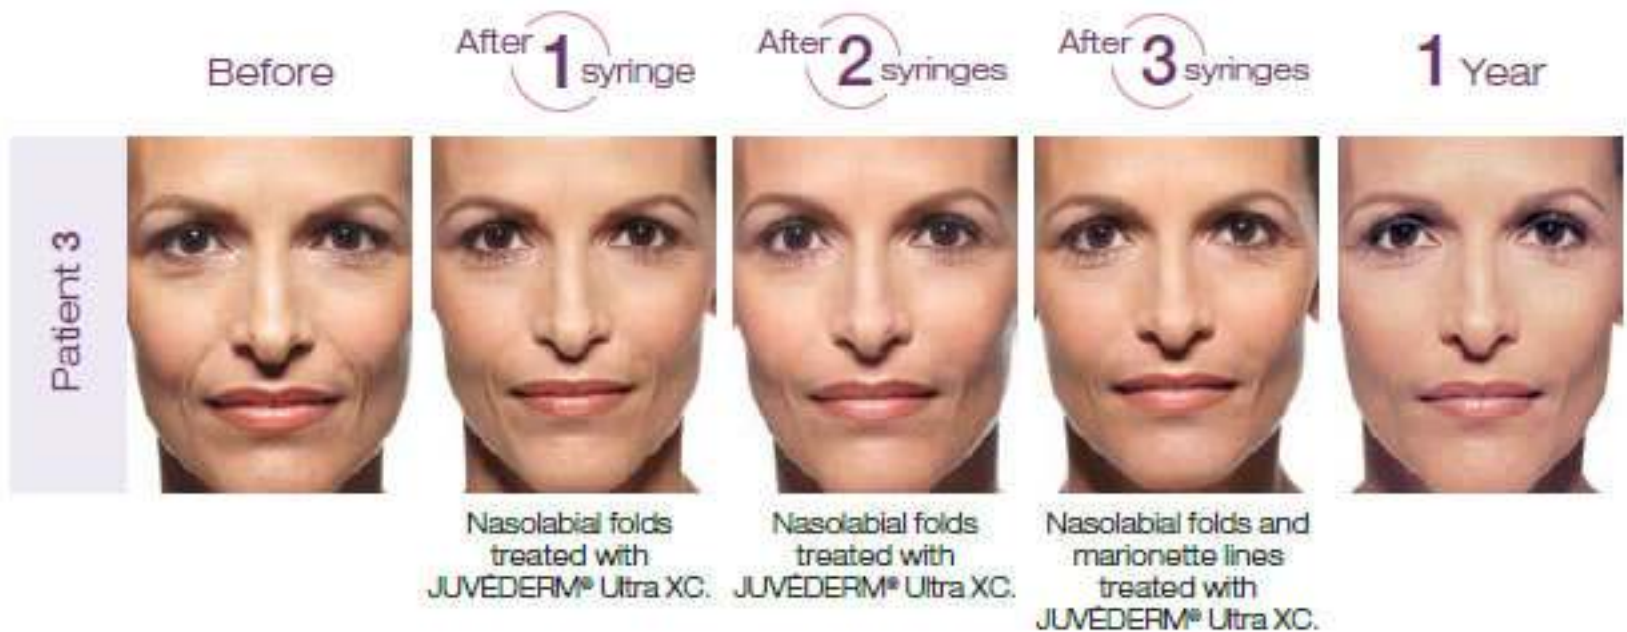 Before
After 1 syringe
After 2 syringes
After 3 syringes
1 Year
Patient 3
Nasolabial folds
treated with
JUVÉDERM® Ultra XC.
Nasolabial folds
treated with
JUVÉDERM® Ultra XC.
Nasolabial folds and
marionette lines
treated with
JUVÉDERM® Ultra XC.